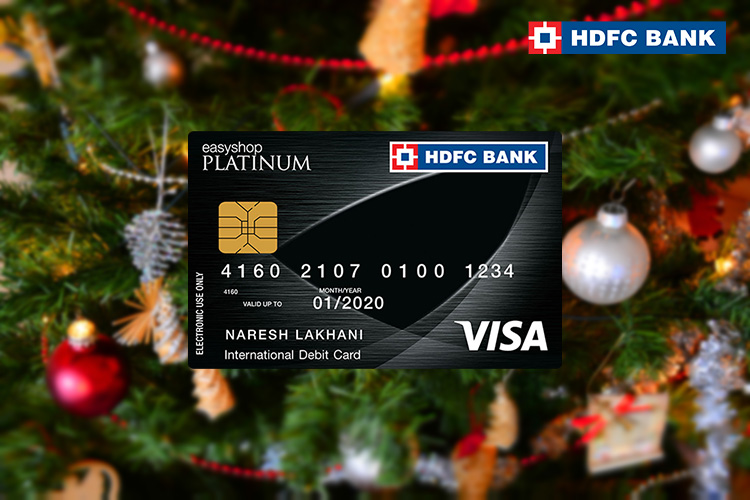 HDFC BANK
easyshop
PLATINUM
HDFC BANK
4160 2107 0100 1234
4160
MONTH/YEAR
VALID UP TO
01/2020
ELECTRONIC USE ONLY
NARESH LAKHANI
International Debit Card
VISA